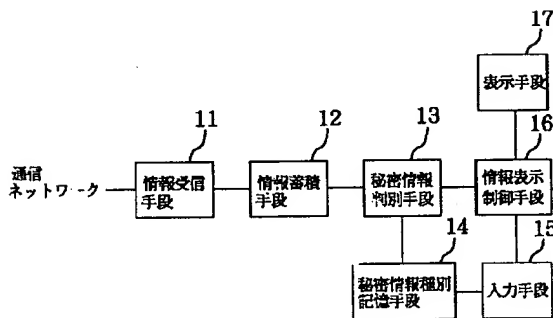 17
表示手段
11
12
13
16
通信
ネットワーク
情報受信
手段
情報蓄積
手段
秘密情報
判別手段
情報表示
制御手段
14
15
秘密情報種別
記憶手段
入力手段